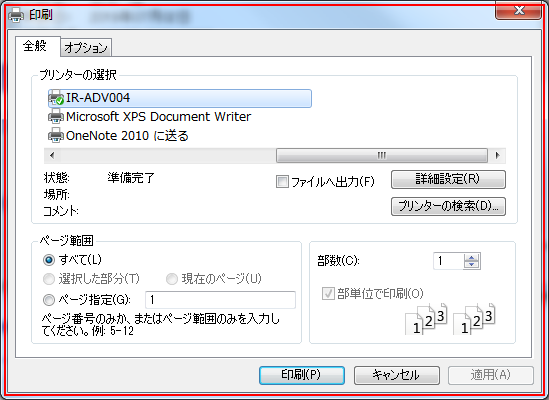 印刷
全般 オプション
プリンターの選択
IR-ADV004
Microsoft XPS Document Writer
OneNote 2010 に送る
状態: 準備完了
ファイルへ出力(F) 詳細設定(R)
場所:
コメント:
プリンターの検索(D)...
ページ範囲
すべて(L)
選択した部分(T) 現在のページ(U)
ページ指定(G): 1
ページ番号のみか、またはページ範囲のみを入力
してください。例: 5-12
部数(C): 1
部単位で印刷(O)
1 2 3 1 2 3
印刷(P) キャンセル 適用(A)